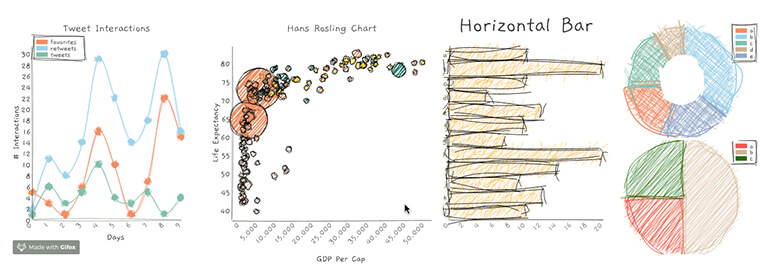 Tweet Interactions
favorites
retweets
tweets
# Interactions
30
28
26
24
22
20
18
16
14
12
10
8
6
4
2
0
0 1 2 3 4 5 6 7 8 9
Days
Made with Gifox
Hans Rosling Chart
Life Expectancy
85
80
75
70
65
60
55
50
45
40
5,000 10,000 15,000 20,000 25,000 30,000 35,000 40,000 45,000 50,000
GDP Per Cap
Horizontal Bar
0 2 4 6 8 10 12 14 16 18 20
a
b
c
d
e
a
b
c